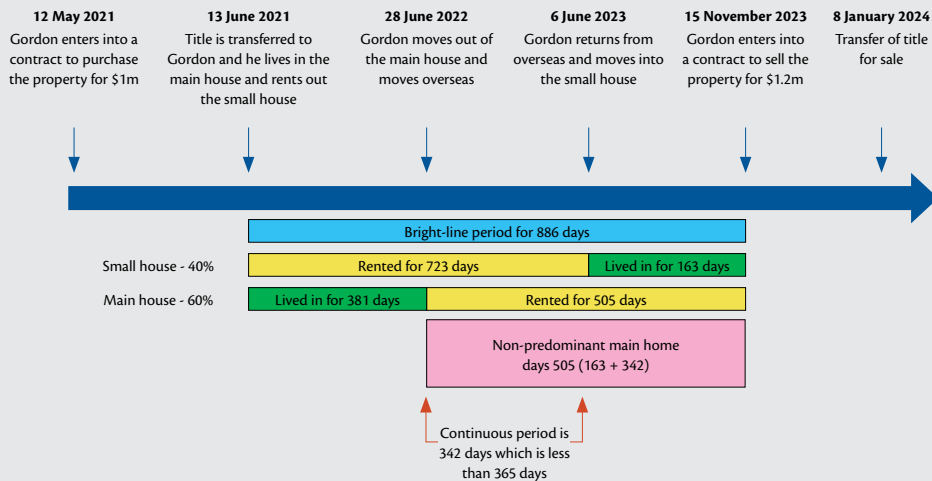 12 May 2021
Gordon enters into a
contract to purchase
the property for $1m
13 June 2021
Title is transferred to
Gordon and he lives in the
main house and rents out
the small house
28 June 2022
Gordon moves out of
the main house and
moves overseas
6 June 2023
Gordon returns from
overseas and moves into
the small house
15 November 2023
Gordon enters into
a contract to sell the
property for $1.2m
8 January 2024
Transfer of title
for sale
Bright-line period for 886 days
Small house - 40%
Rented for 723 days
Lived in for 163 days
Main house - 60%
Lived in for 381 days
Rented for 505 days
Non-predominant main home
days 505 (163 + 342)
Continuous period is
342 days which is less
than 365 days